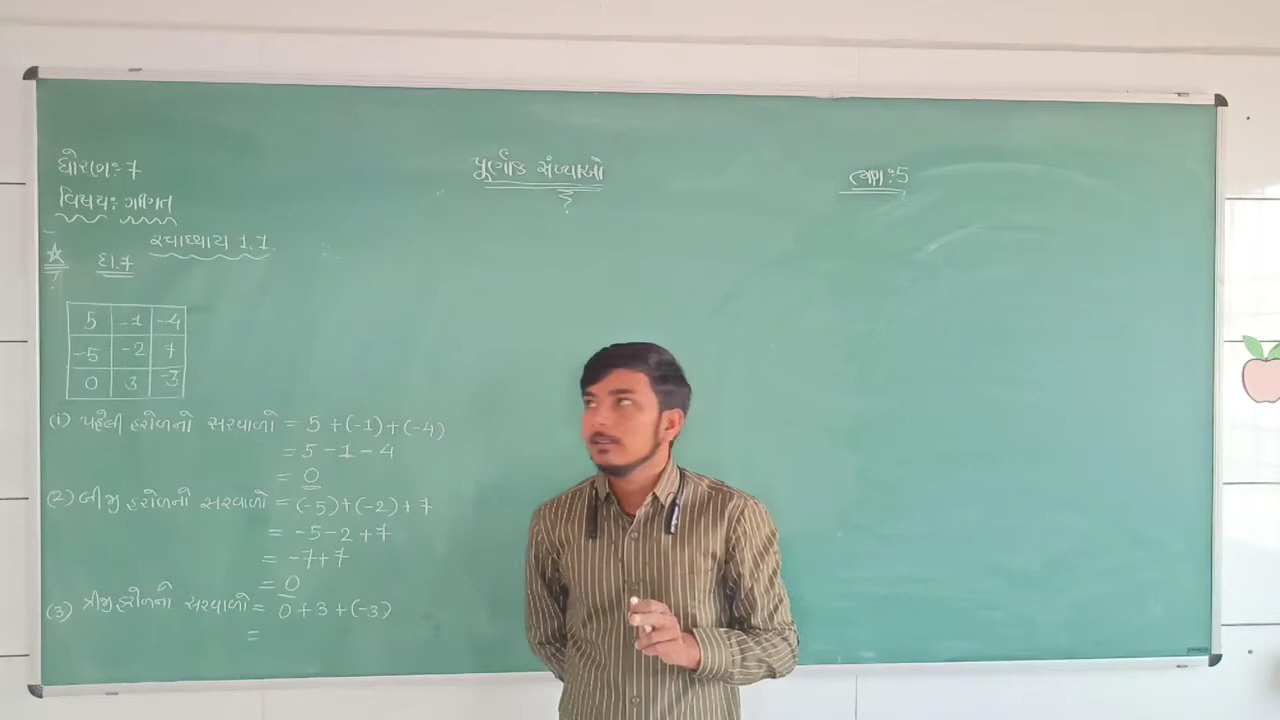 ધોરણ: 7
પૂર્ણાંક સંખ્યાઓ
ભાગ: 5
વિષય: ગણિત
સ્વાધ્યાય 1.1
દા.7
5 -1 -4
-5 -2 7
0 3 -3
(1) પહેલી હરોળનો સરવાળો = 5 + (-1) + (-4)
= 5 - 1 - 4
= 0
(2) બીજી હરોળનો સરવાળો = (-5) + (-2) + 7
= -5 - 2 + 7
= -7 + 7
= 0
(3) ત્રીજી હરોળનો સરવાળો = 0 + 3 + (-3)
=